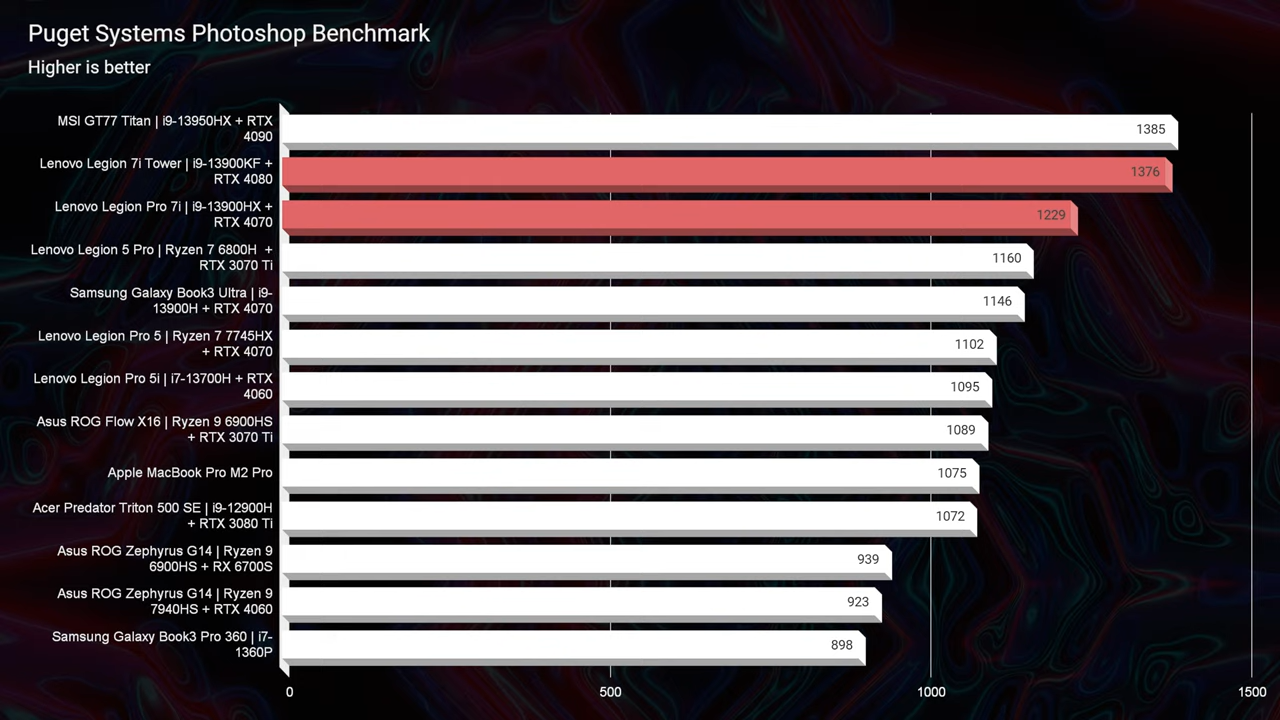 Puget Systems Photoshop Benchmark
Higher is better
MSI GT77 Titan | i9-13950HX + RTX
4090
1385
Lenovo Legion 7i Tower | i9-13900KF +
RTX 4080
1376
Lenovo Legion Pro 7i | i9-13900HX +
RTX 4070
1229
Lenovo Legion 5 Pro | Ryzen 7 6800H +
RTX 3070 Ti
1160
Samsung Galaxy Book3 Ultra | i9-
13900H + RTX 4070
1146
Lenovo Legion Pro 5 | Ryzen 7 7745HX
+ RTX 4070
1102
Lenovo Legion Pro 5i | i7-13700H + RTX
4060
1095
Asus ROG Flow X16 | Ryzen 9 6900HS
+ RTX 3070 Ti
1089
Apple MacBook Pro M2 Pro
1075
Acer Predator Triton 500 SE | i9-12900H
+ RTX 3080 Ti
1072
Asus ROG Zephyrus G14 | Ryzen 9
6900HS + RX 6700S
939
Asus ROG Zephyrus G14 | Ryzen 9
7940HS + RTX 4060
923
Samsung Galaxy Book3 Pro 360 | i7-
1360P
898
0 500 1000 1500